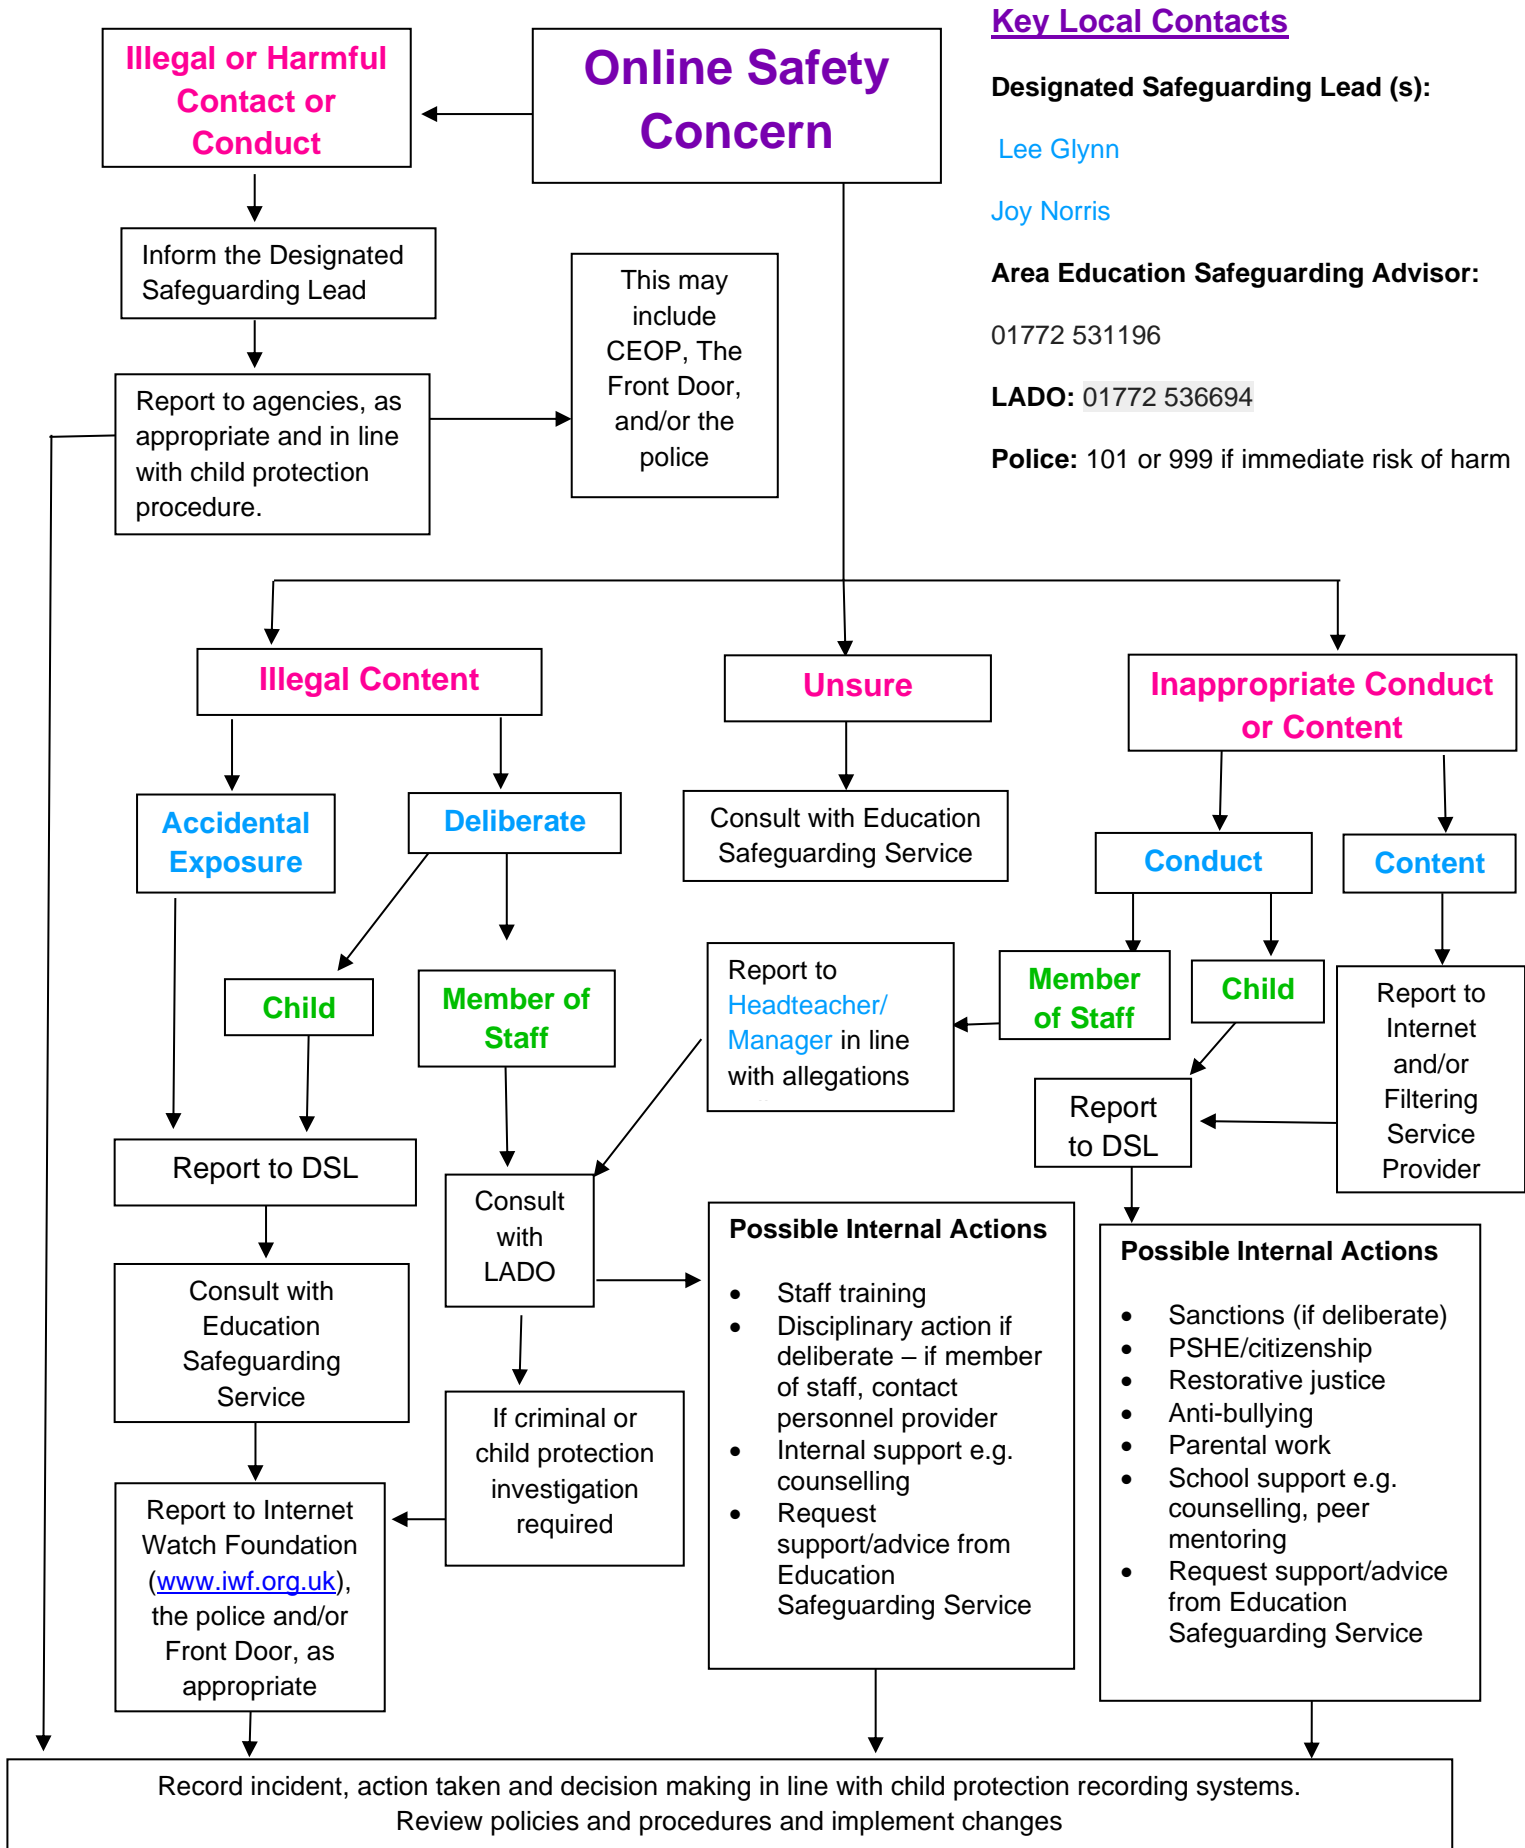 Key Local Contacts
Illegal or Harmful
Contact or
Conduct
Online Safety
Concern
Designated Safeguarding Lead (s):
Lee Glynn
Joy Norris
Area Education Safeguarding Advisor:
01772 531196
LADO: 01772 536694
Police: 101 or 999 if immediate risk of harm
Inform the Designated
Safeguarding Lead
This may
include
CEOP, The
Front Door,
and/or the
police
Report to agencies, as
appropriate and in line
with child protection
procedure.
Illegal Content
Unsure
Inappropriate Conduct
or Content
Accidental
Exposure
Deliberate
Consult with Education
Safeguarding Service
Conduct
Content
Child
Member of
Staff
Report to
Headteacher/
Manager in line
with allegations
Member
of Staff
Child
Report to
Internet
and/or
Filtering
Service
Provider
Report to DSL
Consult
with
LADO
Report
to DSL
Consult with
Education
Safeguarding
Service
If criminal or
child protection
investigation
required
Report to Internet
Watch Foundation
(www.iwf.org.uk),
the police and/or
Front Door, as
appropriate
Possible Internal Actions
• Staff training
• Disciplinary action if
deliberate – if member
of staff, contact
personnel provider
• Internal support e.g.
counselling
• Request
support/advice from
Education
Safeguarding Service
Possible Internal Actions
• Sanctions (if deliberate)
• PSHE/citizenship
• Restorative justice
• Anti-bullying
• Parental work
• School support e.g.
counselling, peer
mentoring
• Request support/advice
from Education
Safeguarding Service
Record incident, action taken and decision making in line with child protection recording systems.
Review policies and procedures and implement changes